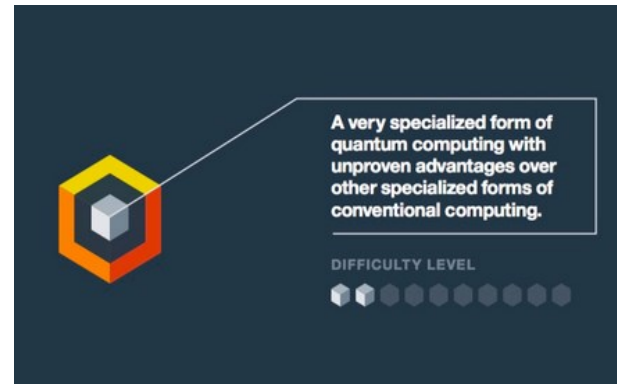 A very specialized form of
quantum computing with
unproven advantages over
other specialized forms of
conventional computing.
DIFFICULTY LEVEL